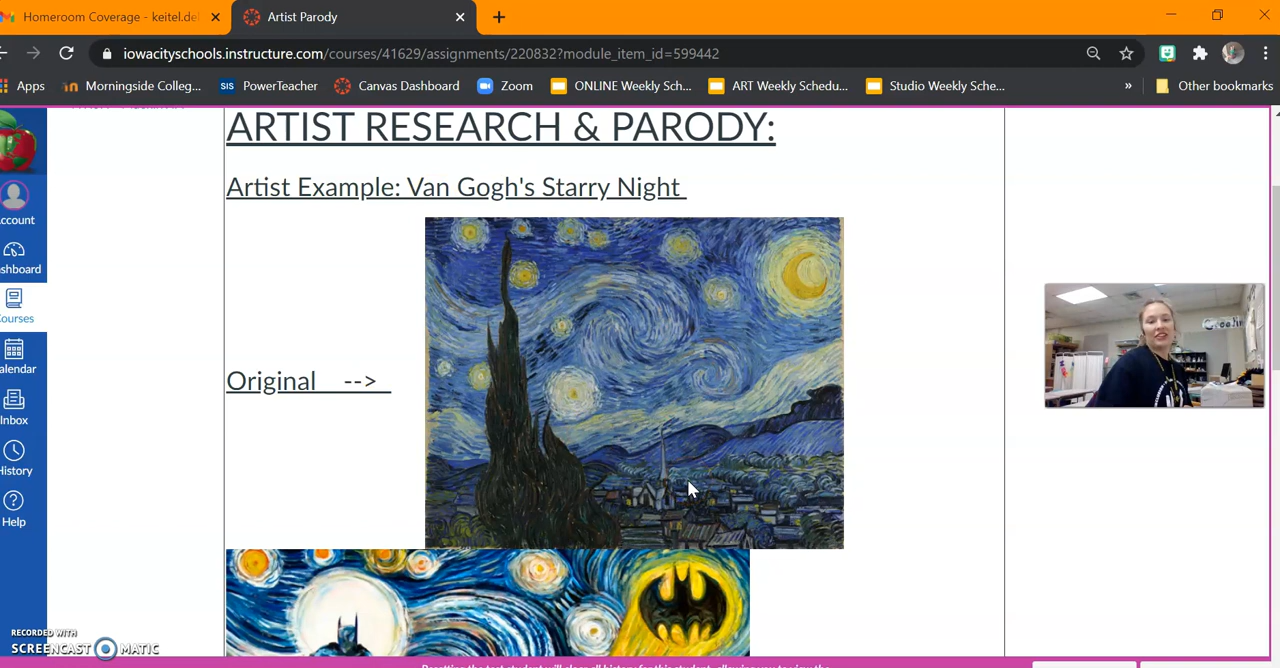 Homeroom Coverage - keitel.de
Artist Parody
iowacityschools.instructure.com/courses/41629/assignments/220832?module_item_id=599442
Apps
Morningside Colleg...
SIS PowerTeacher
Canvas Dashboard
Zoom
ONLINE Weekly Sch...
ART Weekly Schedu...
Studio Weekly Sche...
»
Other bookmarks
ARTIST RESEARCH & PARODY:
Artist Example: Van Gogh's Starry Night
Original -->
ccount
shboard
ourses
alendar
Inbox
History
Help
RECORDED WITH
SCREENCAST MATIC